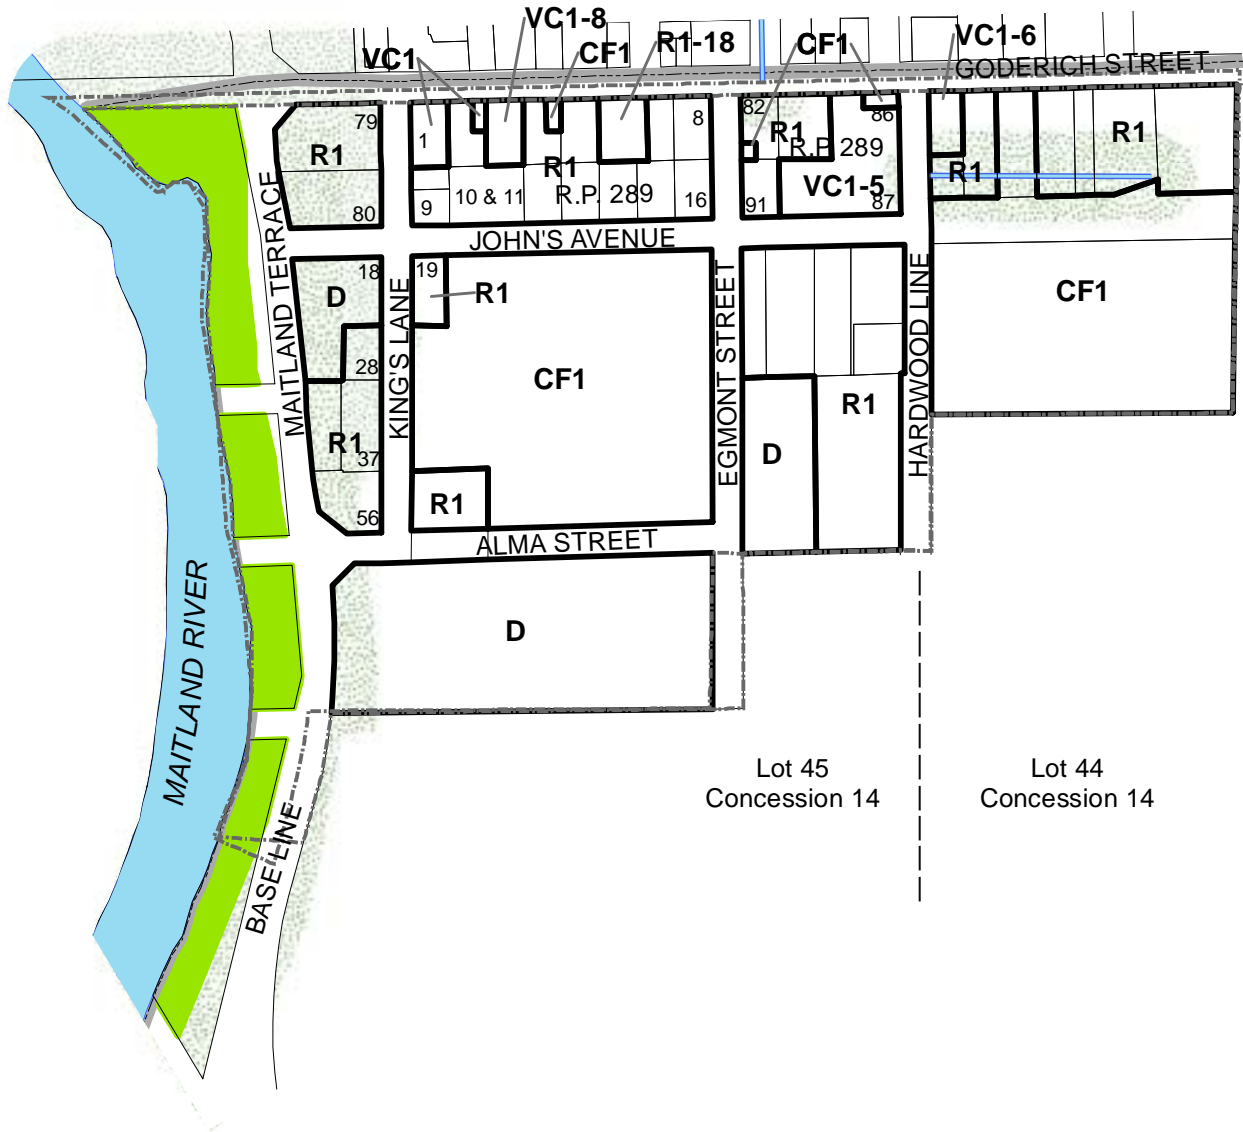 VC1-8
VC1
CF1
R1-18
CF1
VC1-6
GODERICH STREET
79
R1
80
1
9
10 & 11
R1
R.P. 289
8
16
82
R1
R.P. 289
86
VC1-5
91
87
R1
R1
JOHN'S AVENUE
MAITLAND TERRACE
18
D
28
R1
37
56
KING'S LANE
19
R1
CF1
R1
EGMONT STREET
D
R1
HARDWOOD LINE
CF1
ALMA STREET
D
MAITLAND RIVER
BASE LINE
Lot 45
Concession 14
Lot 44
Concession 14